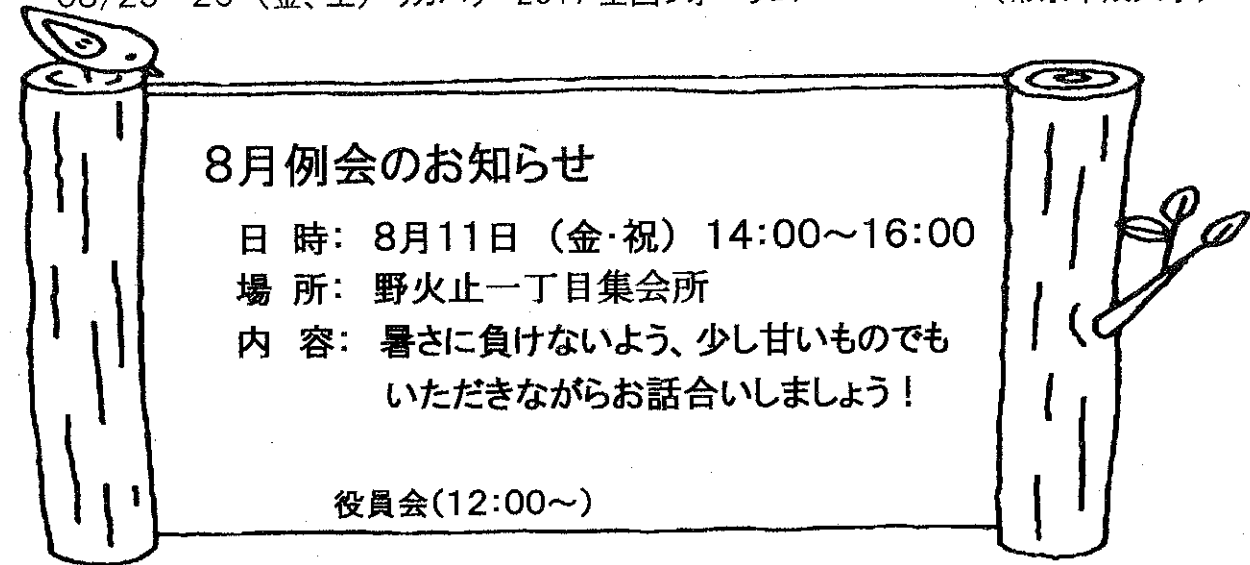 8月例会のお知らせ
日 時： 8月11日 （金・祝） 14:00～16:00
場 所： 野火止一丁目集会所
内 容： 暑さに負けないよう、少し甘いものでも
いただきながらお話合いしましょう！
役員会(12:00～)